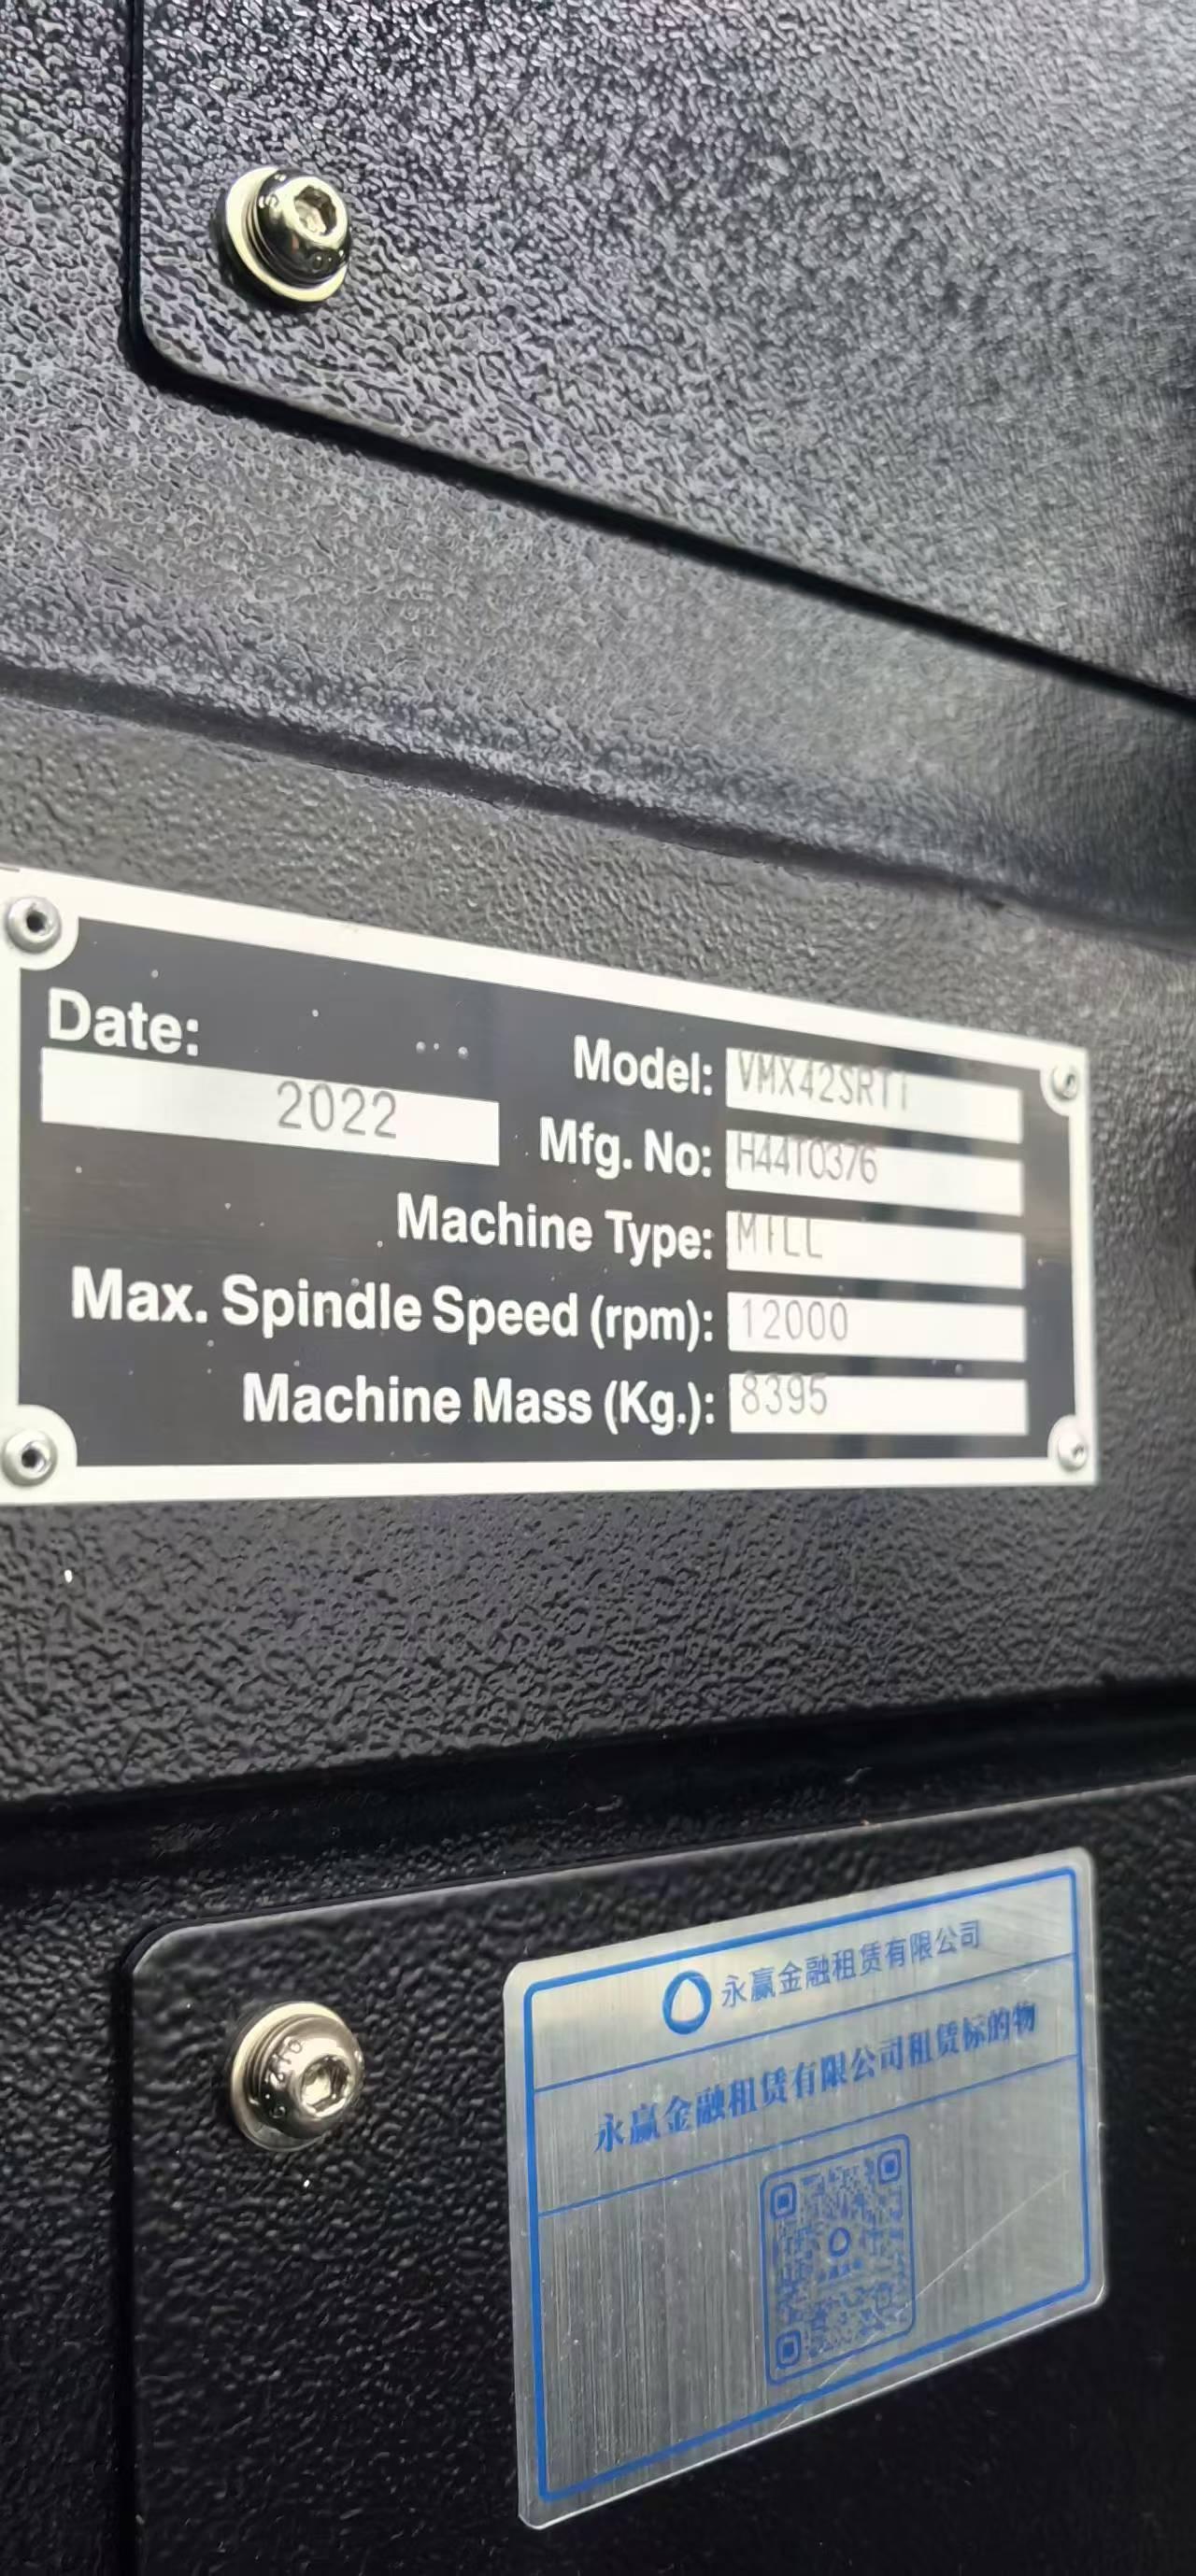 Date:
2022
Model: VMX42SRTI
Mfg. No: H44T0376
Machine Type: MILL
Max. Spindle Speed (rpm): 12000
Machine Mass (Kg.): 8395
永赢金融租赁有限公司
永赢金融租赁有限公司租赁标的物